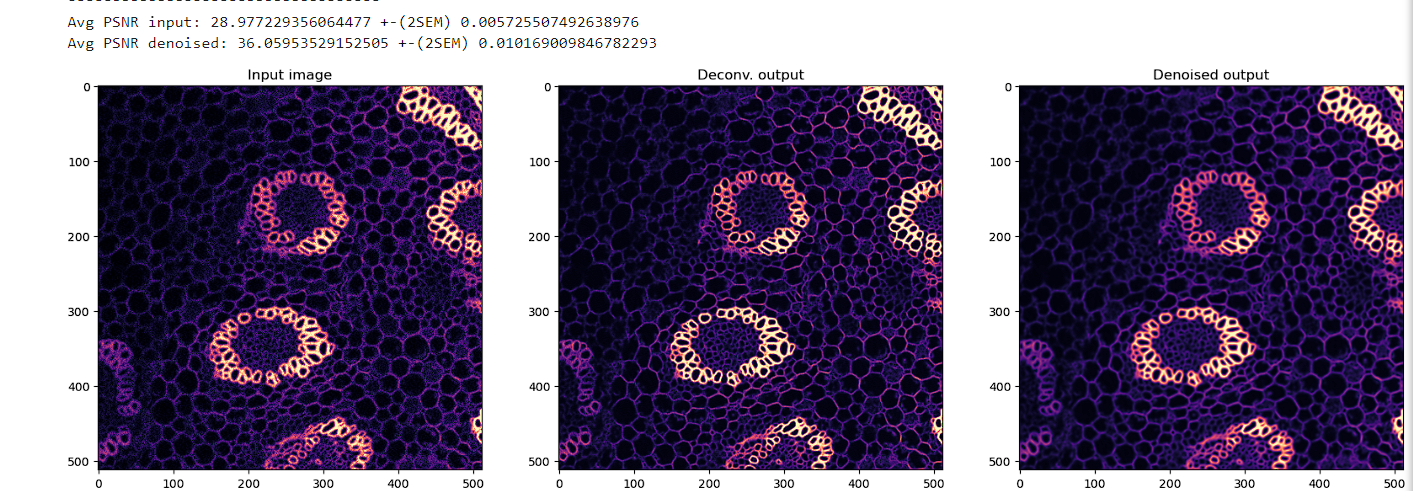 Avg PSNR input: 28.977229356064477 +-(2SEM) 0.005725507492638976
Avg PSNR denoised: 36.05953529152505 +-(2SEM) 0.010169009846782293
Input image Deconv. output Denoised output
0 0 0
100 100 100
200 200 200
300 300 300
400 400 400
500 500 500
0 100 200 300 400 500 0 100 200 300 400 500 0 100 200 300 400 500